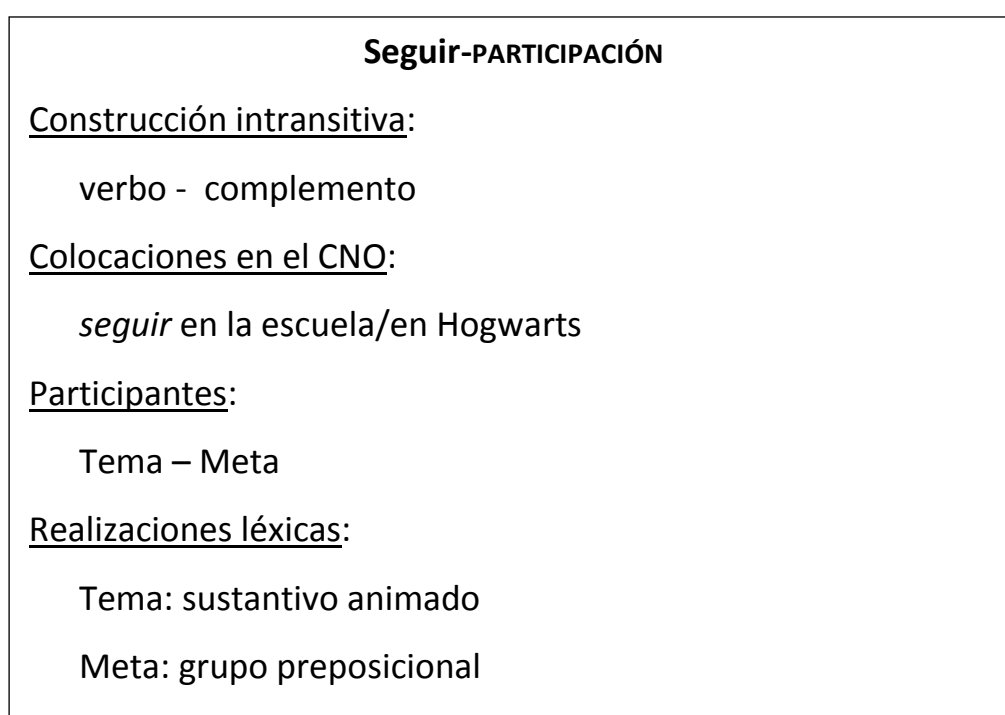 Seguir-PARTICIPACIÓN
Construcción intransitiva:
verbo - complemento
Colocaciones en el CNO:
seguir en la escuela/en Hogwarts
Participantes:
Tema – Meta
Realizaciones léxicas:
Tema: sustantivo animado
Meta: grupo preposicional